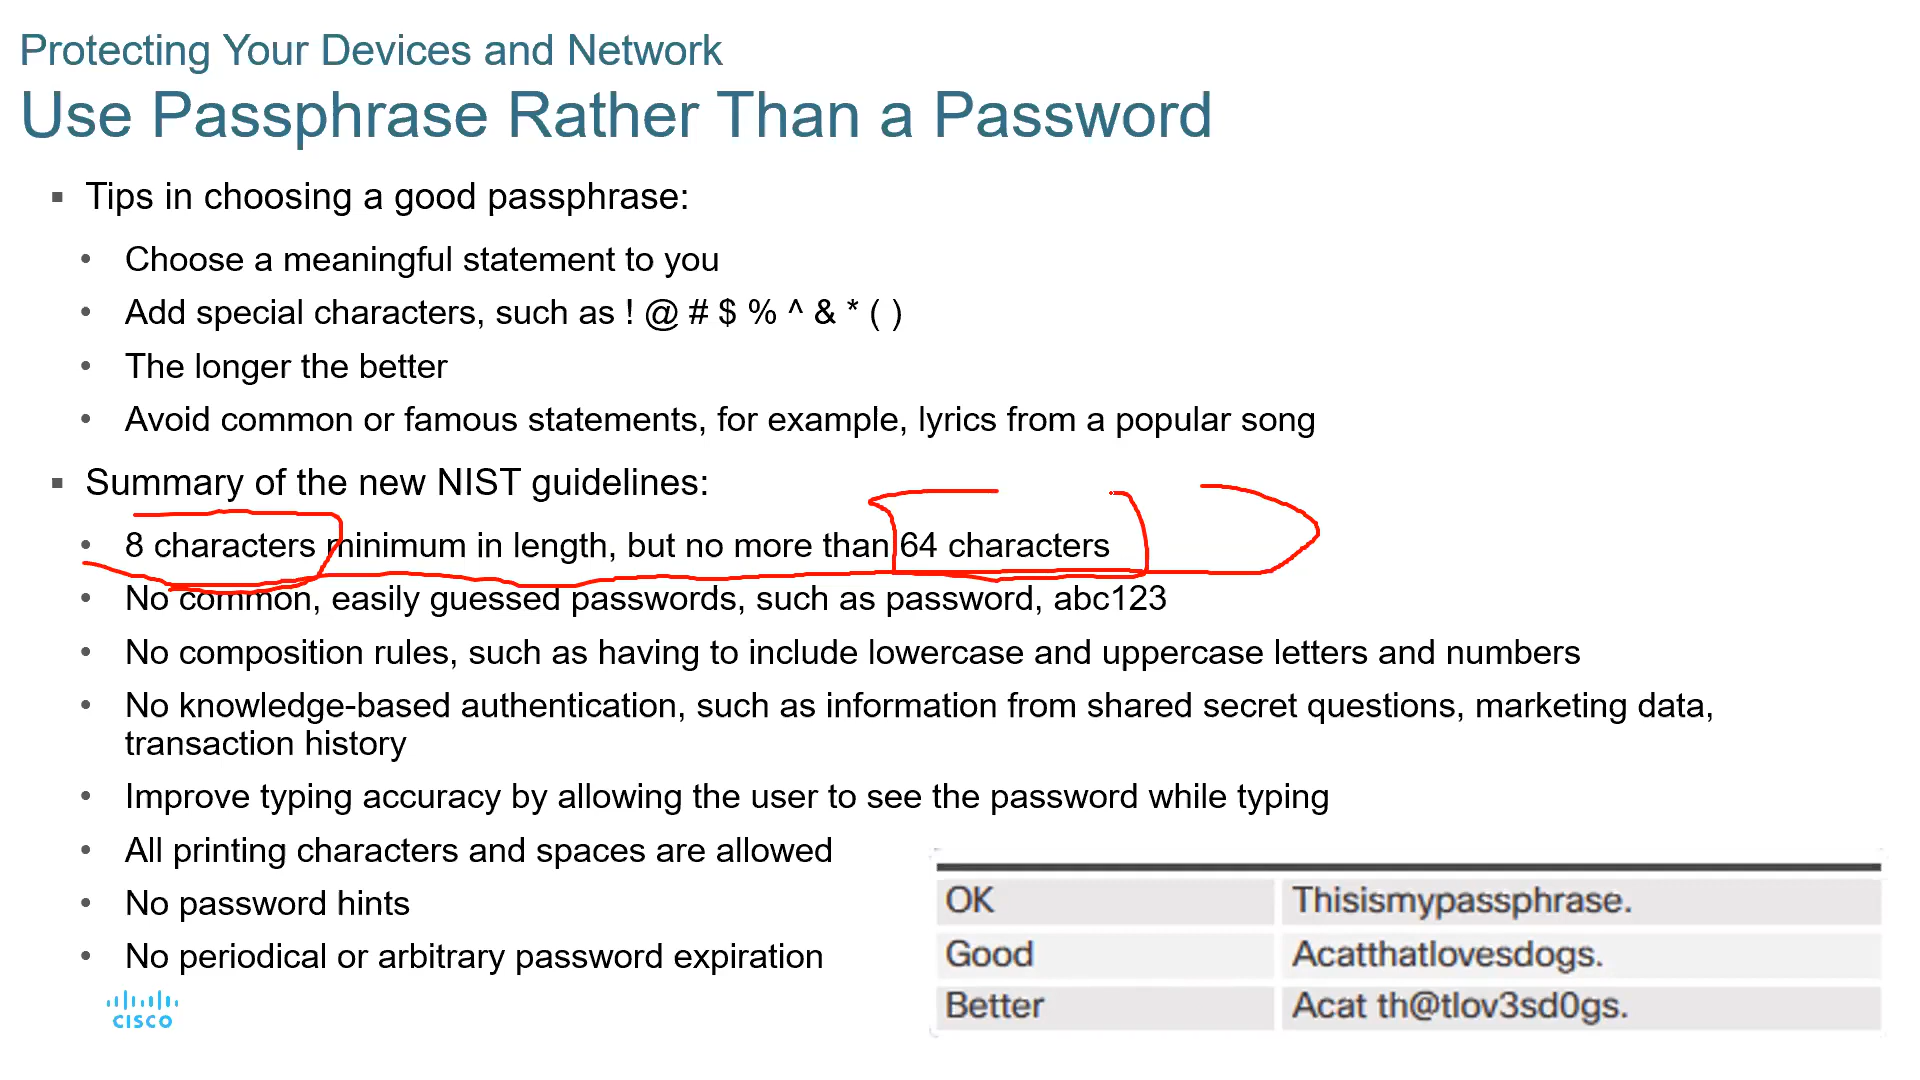 Protecting Your Devices and Network
Use Passphrase Rather Than a Password
▪ Tips in choosing a good passphrase:
• Choose a meaningful statement to you
• Add special characters, such as ! @ # $ % ^ & * ( )
• The longer the better
• Avoid common or famous statements, for example, lyrics from a popular song
▪ Summary of the new NIST guidelines:
• 8 characters minimum in length, but no more than 64 characters
• No common, easily guessed passwords, such as password, abc123
• No composition rules, such as having to include lowercase and uppercase letters and numbers
• No knowledge-based authentication, such as information from shared secret questions, marketing data,
transaction history
• Improve typing accuracy by allowing the user to see the password while typing
• All printing characters and spaces are allowed
• No password hints
• No periodical or arbitrary password expiration
OK Thisismypassphrase.
Good Acatthatlovesdogs.
Better Acat th@tlov3sd0gs.
CISCO